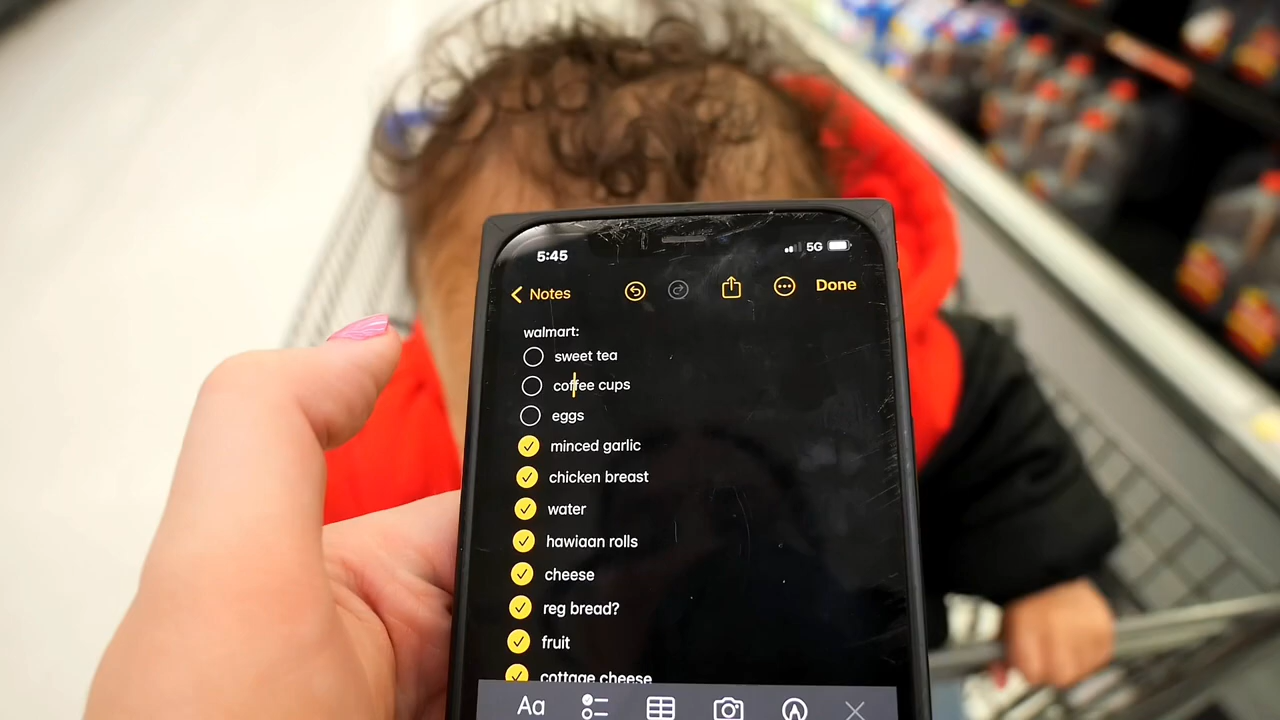 5:45 5G
Notes Done
walmart:
sweet tea
coffee cups
eggs
minced garlic
chicken breast
water
hawiaan rolls
cheese
reg bread?
fruit
cottage cheese
Aa